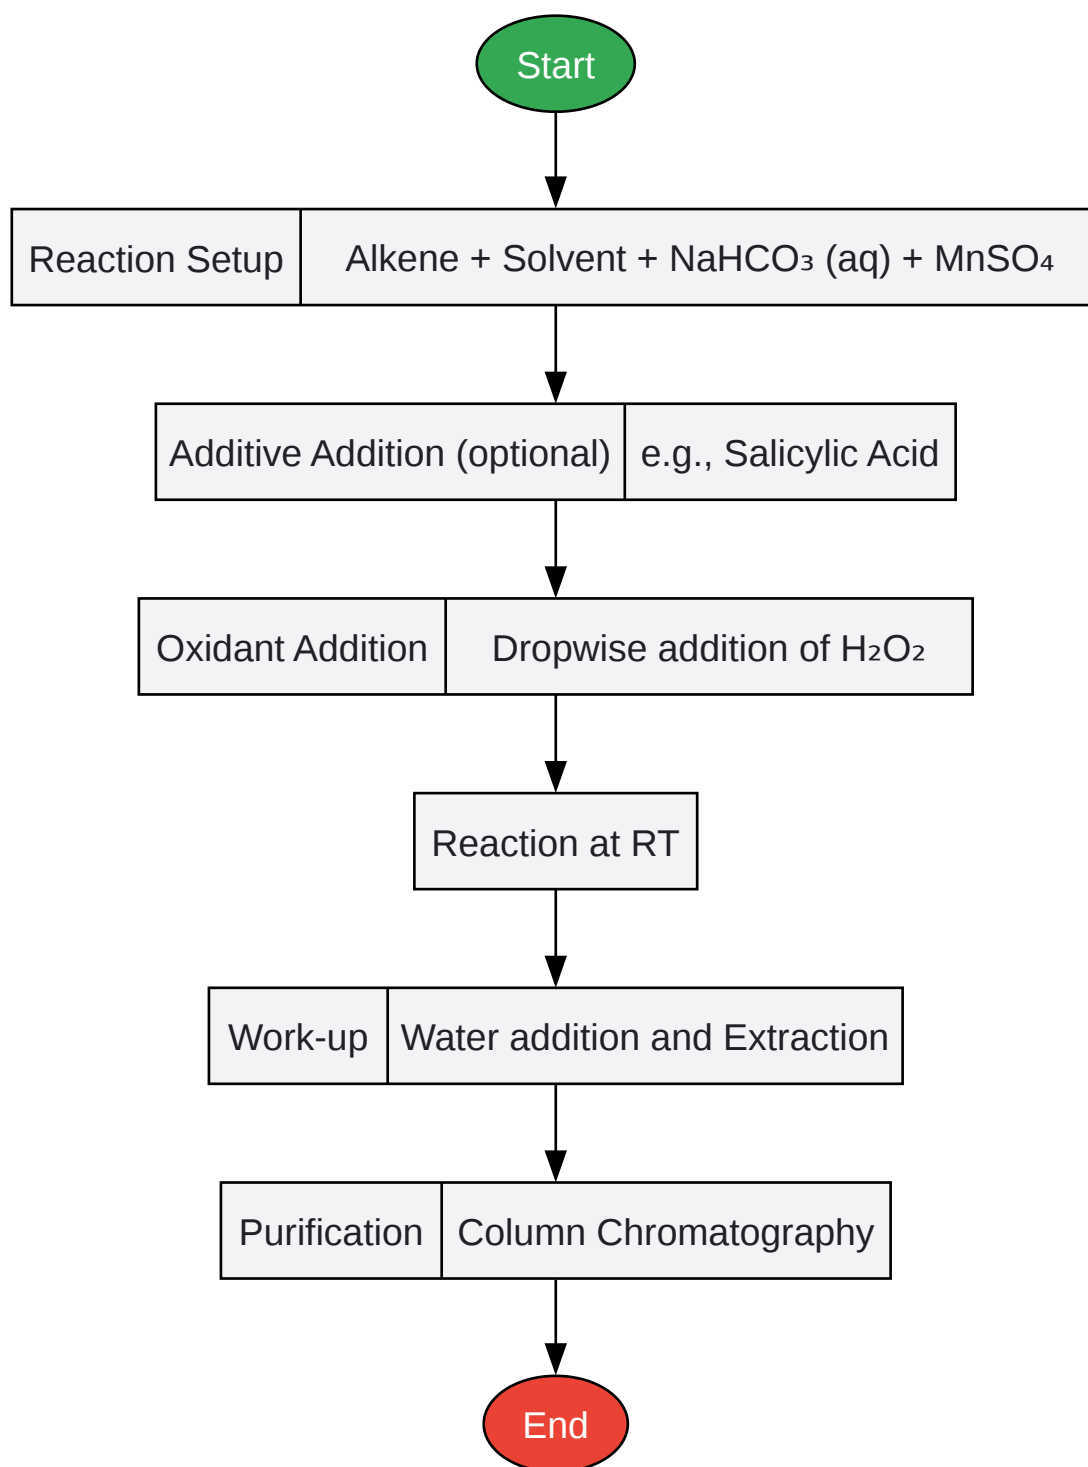 Start
Reaction Setup
Alkene + Solvent + NaHCO₃ (aq) + MnSO₄
Additive Addition (optional)
e.g., Salicylic Acid
Oxidant Addition
Dropwise addition of H₂O₂
Reaction at RT
Work-up
Water addition and Extraction
Purification
Column Chromatography
End